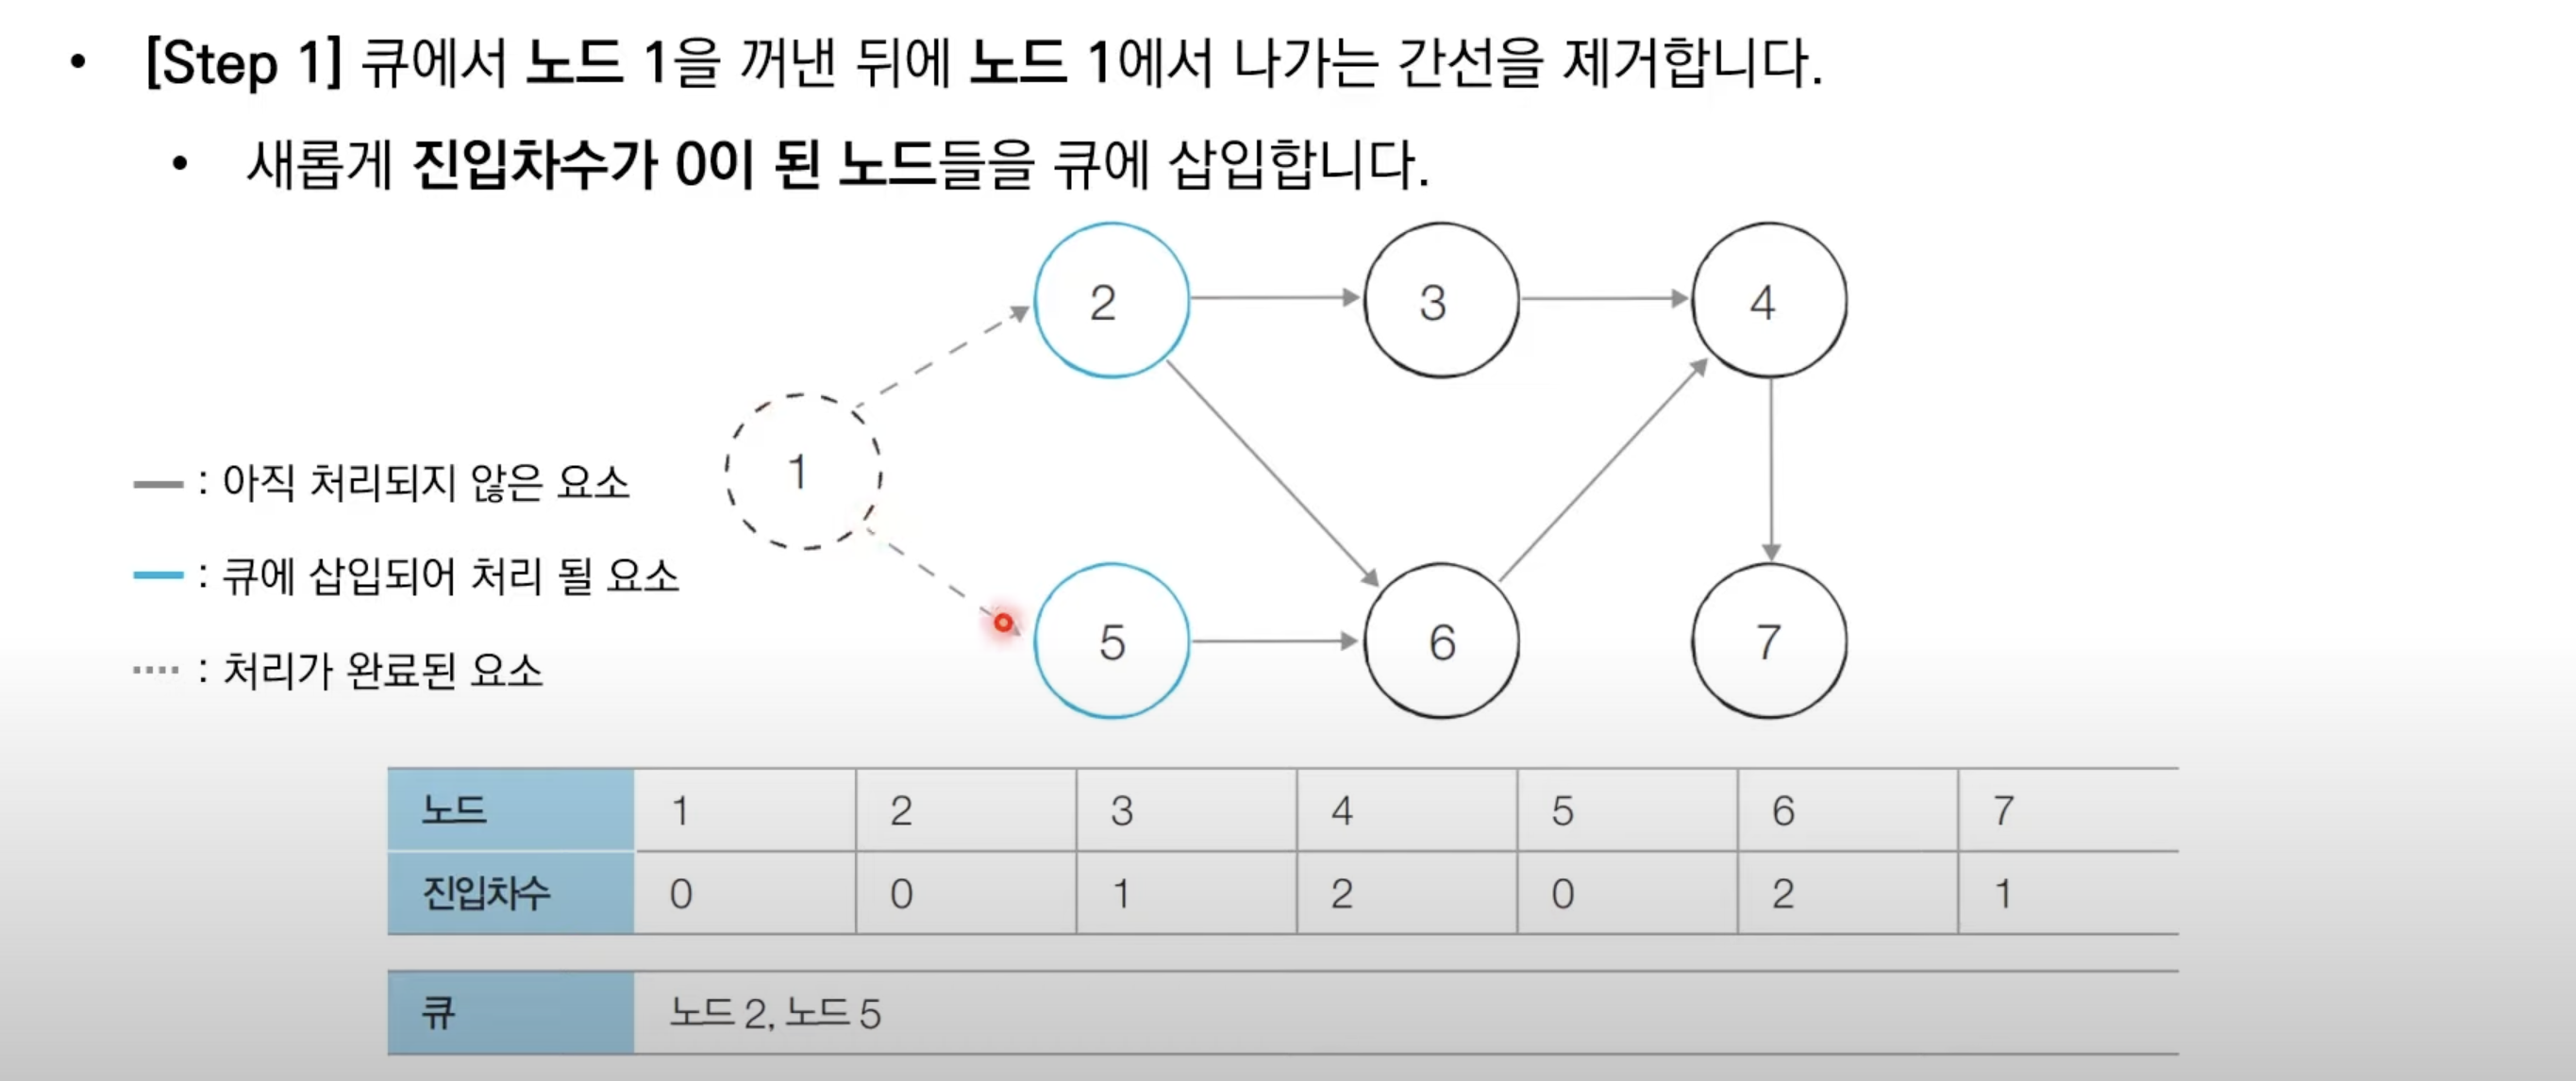 • [Step 1] 큐에서 노드 1을 꺼낸 뒤에 노드 1에서 나가는 간선을 제거합니다.
• 새롭게 진입차수가 0이 된 노드들을 큐에 삽입합니다.
2 3 4
1
— : 아직 처리되지 않은 요소
— : 큐에 삽입되어 처리 될 요소
5 6 7
···· : 처리가 완료된 요소
노드 1 2 3 4 5 6 7
진입차수 0 0 1 2 0 2 1
큐 노드 2, 노드 5